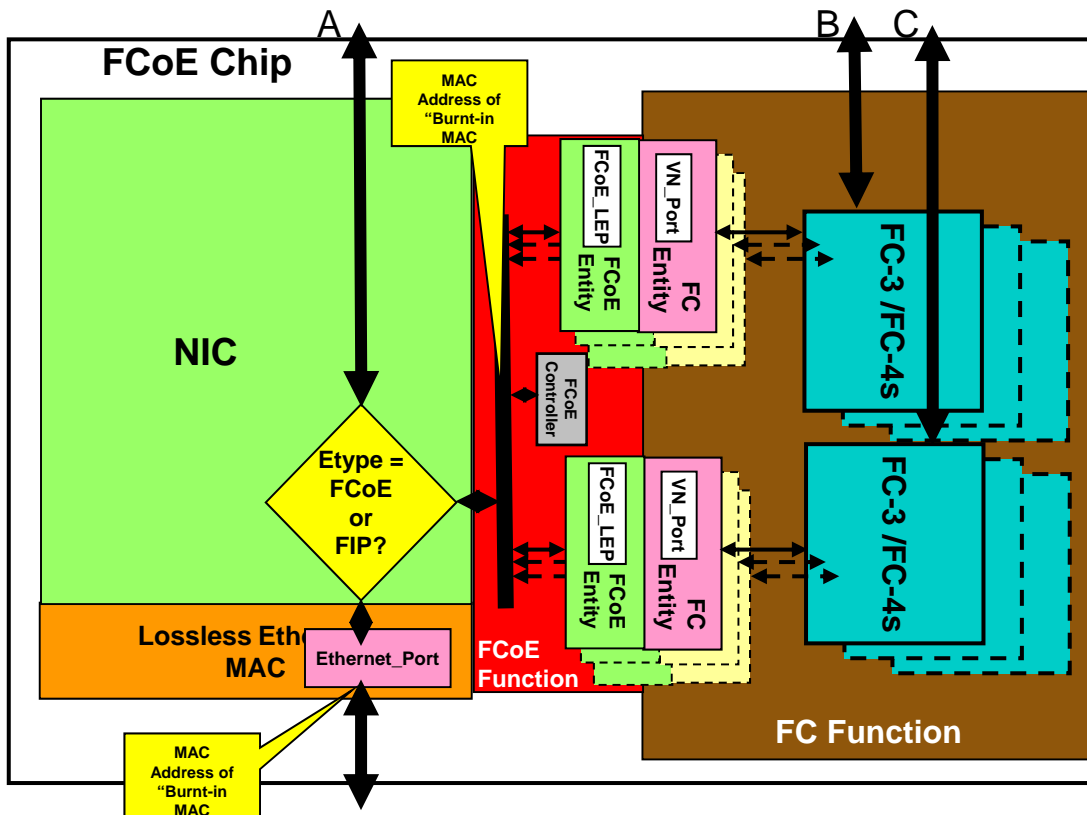 A
B
C
FCoE Chip
MAC
Address of
“Burnt-in
MAC
NIC
Etype =
FCoE
or
FIP?
Lossless Ethe
MAC
Ethernet_Port
MAC
Address of
“Burnt-in
MAC
FCoE_LEP
FCoE
Entity
VN_Port
FC
Entity
FCoE
Controller
FCoE_LEP
FCoE
Entity
VN_Port
FC
Entity
FCoE
Function
FC-3 /FC-4s
FC-3 /FC-4s
FC Function